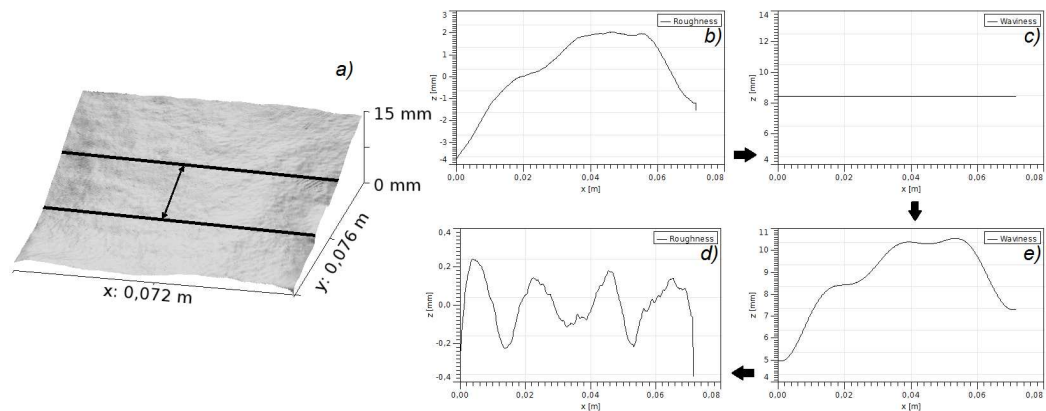 a)
15 mm
0 mm
y: 0,076 m
x: 0,072 m
3
2
1
0
-1
-2
-3
-4
z [mm]
Roughness
b)
0.00 0.02 0.04 0.06 0.08
x [m]
14
12
10
8
6
4
z [mm]
Waviness
c)
0.00 0.02 0.04 0.06 0.08
x [m]
0,4
0,2
0.0
-0,2
-0.4
z [mm]
Roughness
d)
0.00 0.02 0.04 0.06 0.08
x [m]
11
10
9
8
7
6
5
4
z [mm]
Waviness
e)
0.00 0.02 0.04 0.06 0.08
x [m]